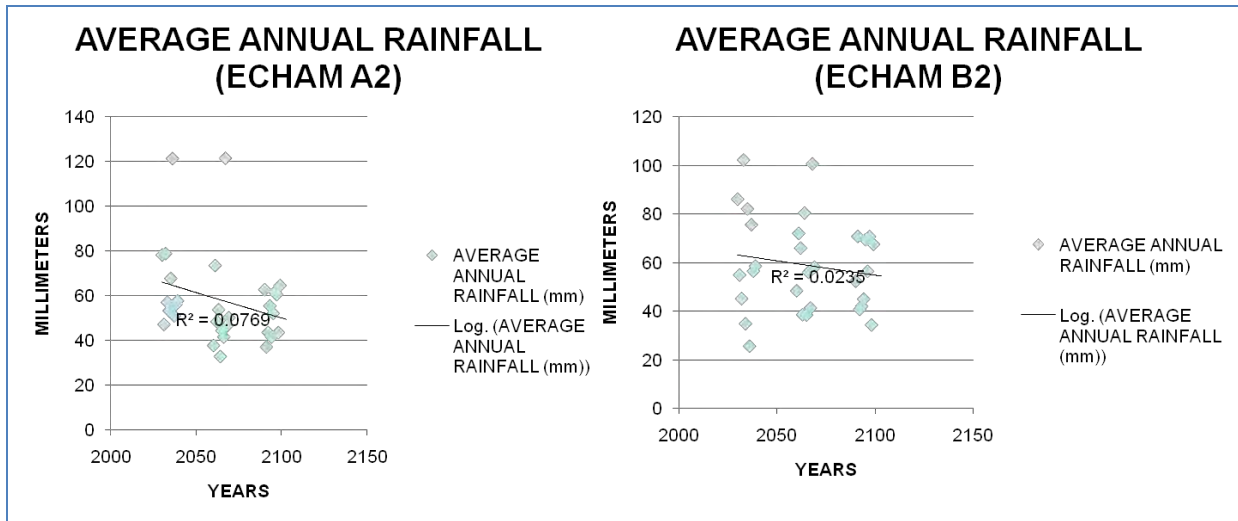 AVERAGE ANNUAL RAINFALL
(ECHAM A2)
140
120
100
80
60
40
20
0
MILLIMETERS
R² = 0.0769
2000
2050
2100
2150
YEARS
AVERAGE
ANNUAL
RAINFALL (mm)
Log. (AVERAGE
ANNUAL
RAINFALL (mm))
AVERAGE ANNUAL RAINFALL
(ECHAM B2)
120
100
80
60
40
20
0
MILLIMETERS
R² = 0.0235
2000
2050
2100
2150
YEARS
AVERAGE ANNUAL
RAINFALL (mm)
Log. (AVERAGE
ANNUAL RAINFALL
(mm))